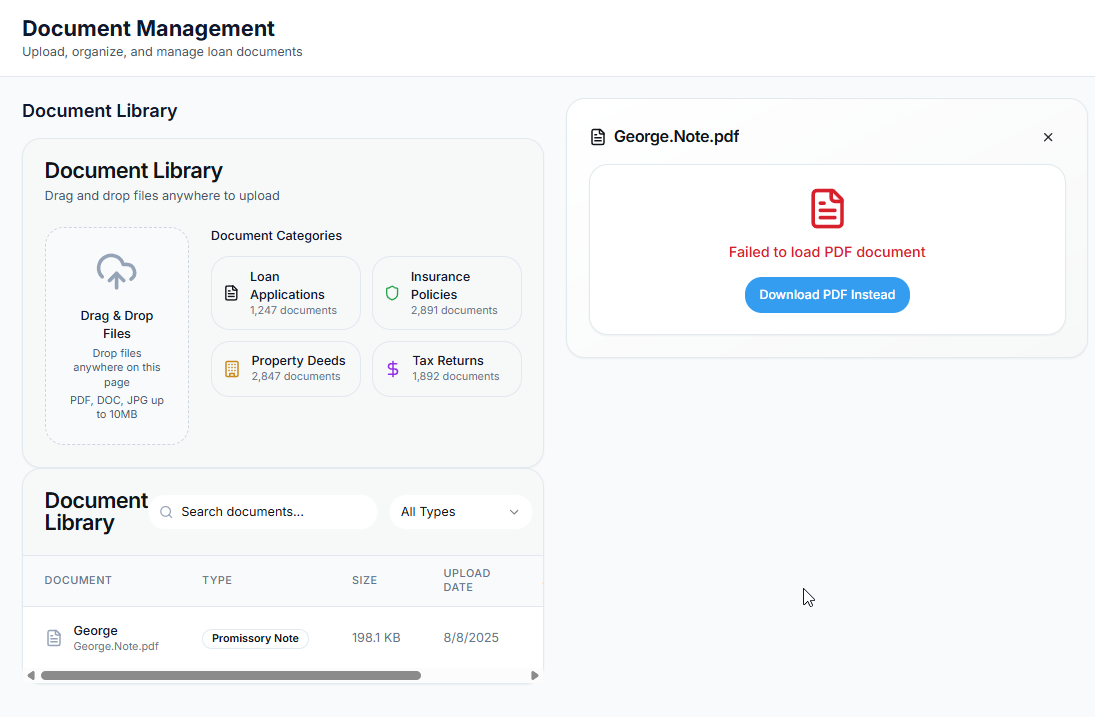 Document Management
Upload, organize, and manage loan documents
Document Library
Document Library
Drag and drop files anywhere to upload
Drag & Drop
Files
Drop files
anywhere on this
page
PDF, DOC, JPG up
to 10MB
Document Categories
Loan
Applications
1,247 documents
Insurance
Policies
2,891 documents
Property Deeds
2,847 documents
Tax Returns
1,892 documents
Document
Library
Search documents...
All Types
DOCUMENT
TYPE
SIZE
UPLOAD
DATE
George
George.Note.pdf
Promissory Note
198.1 KB
8/8/2025
George.Note.pdf
Failed to load PDF document
Download PDF Instead